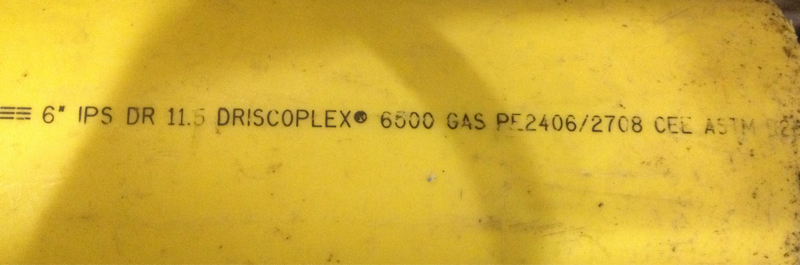 6" IPS DR 11.5 DRISCOPLEX® 6500 GAS PE2406/2708 CEE ASTM